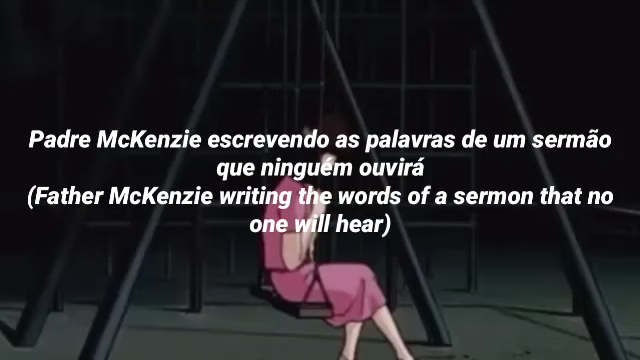 Padre McKenzie escrevendo as palavras de um sermão
que ninguém ouvirá
(Father McKenzie writing the words of a sermon that no
one will hear)